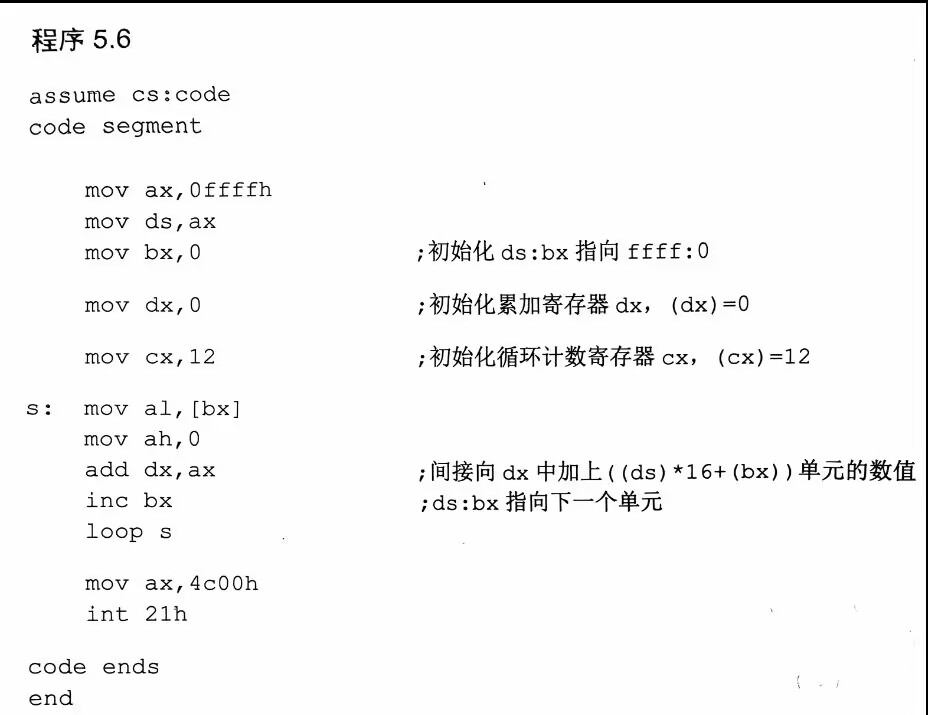 程序 5.6
assume cs:code
code segment
mov ax,0ffffh
mov ds,ax
mov bx,0 ;初始化 ds:bx 指向 ffff:0
mov dx,0 ;初始化累加寄存器 dx，(dx)=0
mov cx,12 ;初始化循环计数寄存器 cx，(cx)=12
s: mov al,[bx]
mov ah,0
add dx,ax ;间接向 dx 中加上((ds)*16+(bx))单元的数值
inc bx ;ds:bx 指向下一个单元
loop s
mov ax,4c00h
int 21h
code ends
end